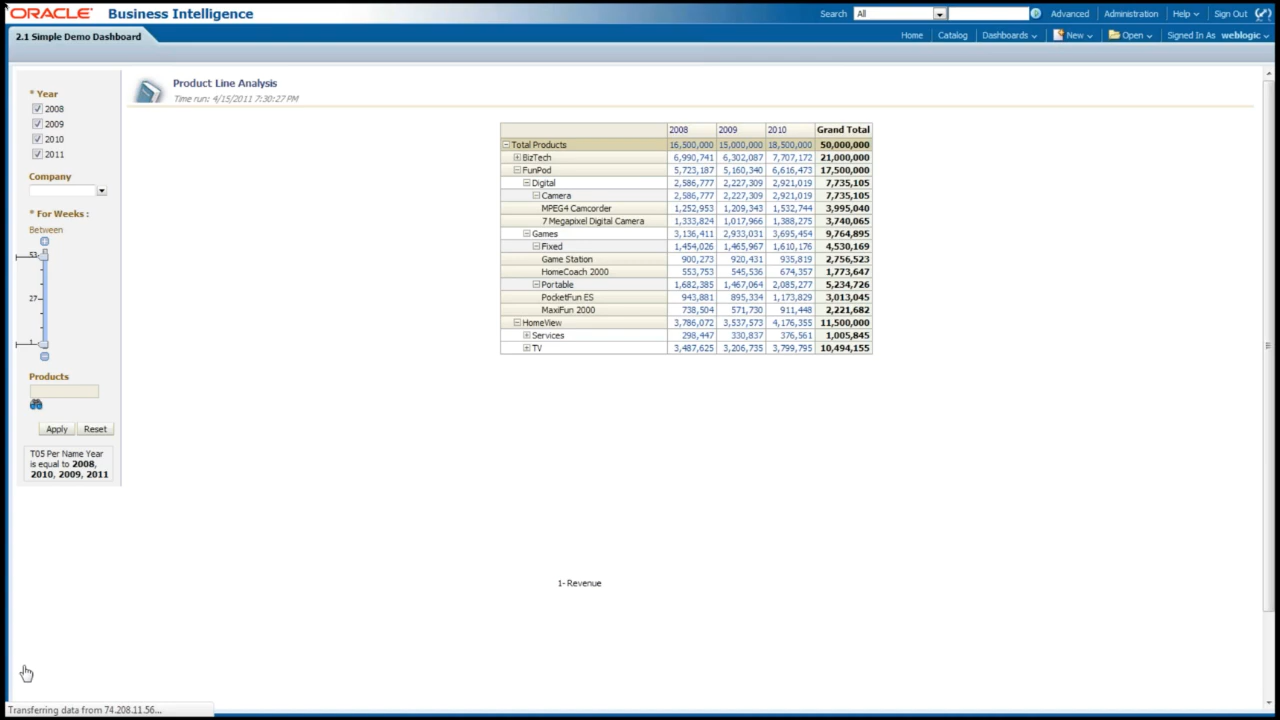 ORACLE Business Intelligence
Search All Advanced Administration Help Sign Out
2.1 Simple Demo Dashboard
Home Catalog Dashboards New Open Signed In As weblogic
* Year
2008
2009
2010
2011
Company
* For Weeks :
Between
53
27
1
Products
Apply Reset
T05 Per Name Year
is equal to 2008,
2010, 2009, 2011
Product Line Analysis
Time run: 4/15/2011 7:30:27 PM
2008 2009 2010 Grand Total
Total Products 16,500,000 15,000,000 18,500,000 50,000,000
BizTech 6,990,741 6,302,087 7,707,172 21,000,000
FunPod 5,723,187 5,160,340 6,616,473 17,500,000
Digital 2,586,777 2,227,309 2,921,019 7,735,105
Camera 2,586,777 2,227,309 2,921,019 7,735,105
MPEG4 Camcorder 1,252,953 1,209,343 1,532,744 3,995,040
7 Megapixel Digital Camera 1,333,824 1,017,966 1,388,275 3,740,065
Games 3,136,411 2,933,031 3,695,454 9,764,895
Fixed 1,454,026 1,465,967 1,610,176 4,530,169
Game Station 900,273 920,431 935,819 2,756,523
HomeCoach 2000 553,753 545,536 674,357 1,773,647
Portable 1,682,385 1,467,064 2,085,277 5,234,726
PocketFun ES 943,881 895,334 1,173,829 3,013,045
MaxiFun 2000 738,504 571,730 911,448 2,221,682
HomeView 3,786,072 3,537,573 4,176,355 11,500,000
Services 298,447 330,837 376,561 1,005,845
TV 3,487,625 3,206,735 3,799,795 10,494,155
1- Revenue
Transferring data from 74.208.11.56...